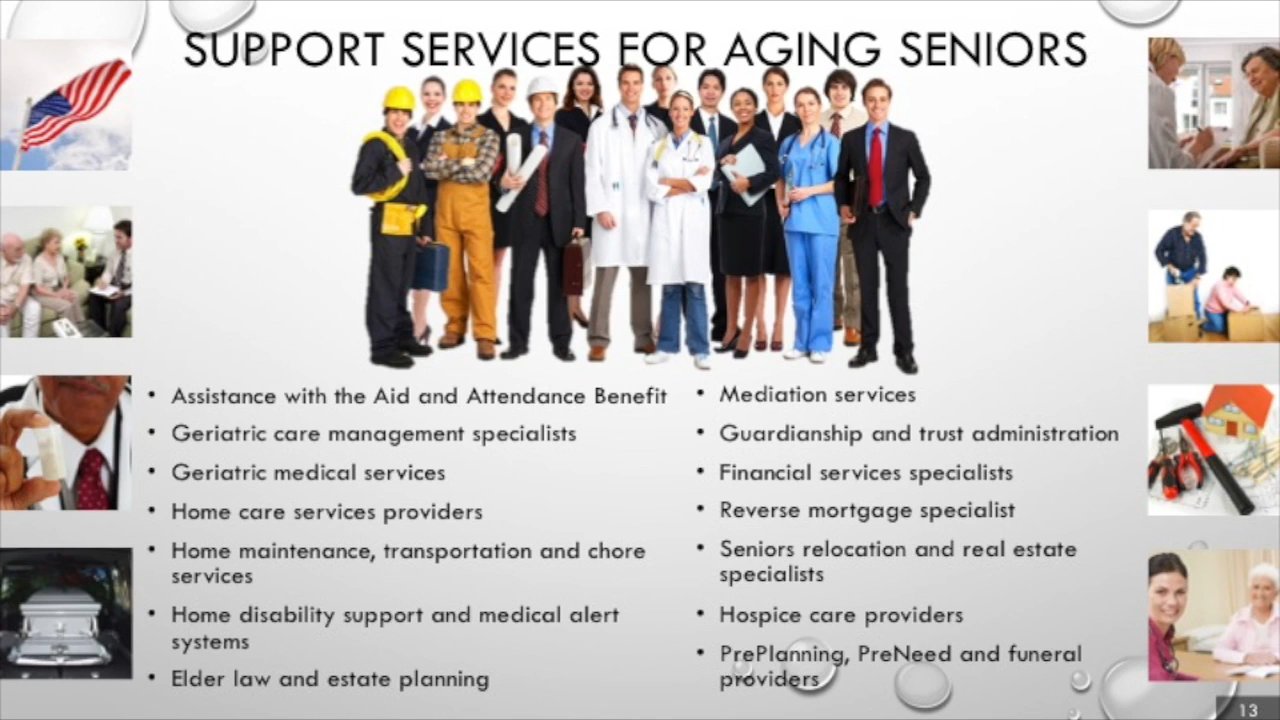 SUPPORT SERVICES FOR AGING SENIORS
• Assistance with the Aid and Attendance Benefit
• Geriatric care management specialists
• Geriatric medical services
• Home care services providers
• Home maintenance, transportation and chore
services
• Home disability support and medical alert
systems
• Elder law and estate planning
• Mediation services
• Guardianship and trust administration
• Financial services specialists
• Reverse mortgage specialist
• Seniors relocation and real estate
specialists
• Hospice care providers
• PrePlanning, PreNeed and funeral
providers
13